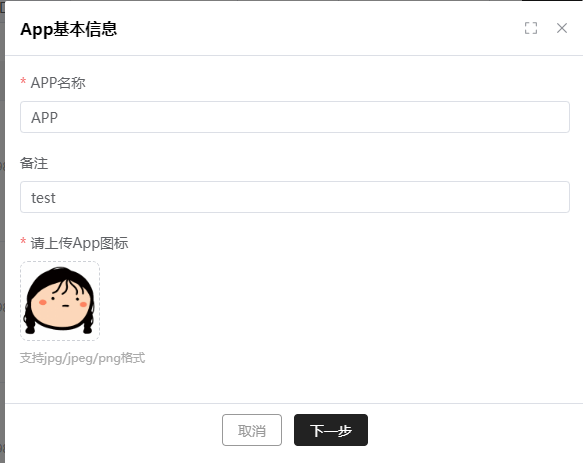 App基本信息
* APP名称
APP
备注
test
* 请上传App图标
支持jpg/jpeg/png格式
取消
下一步